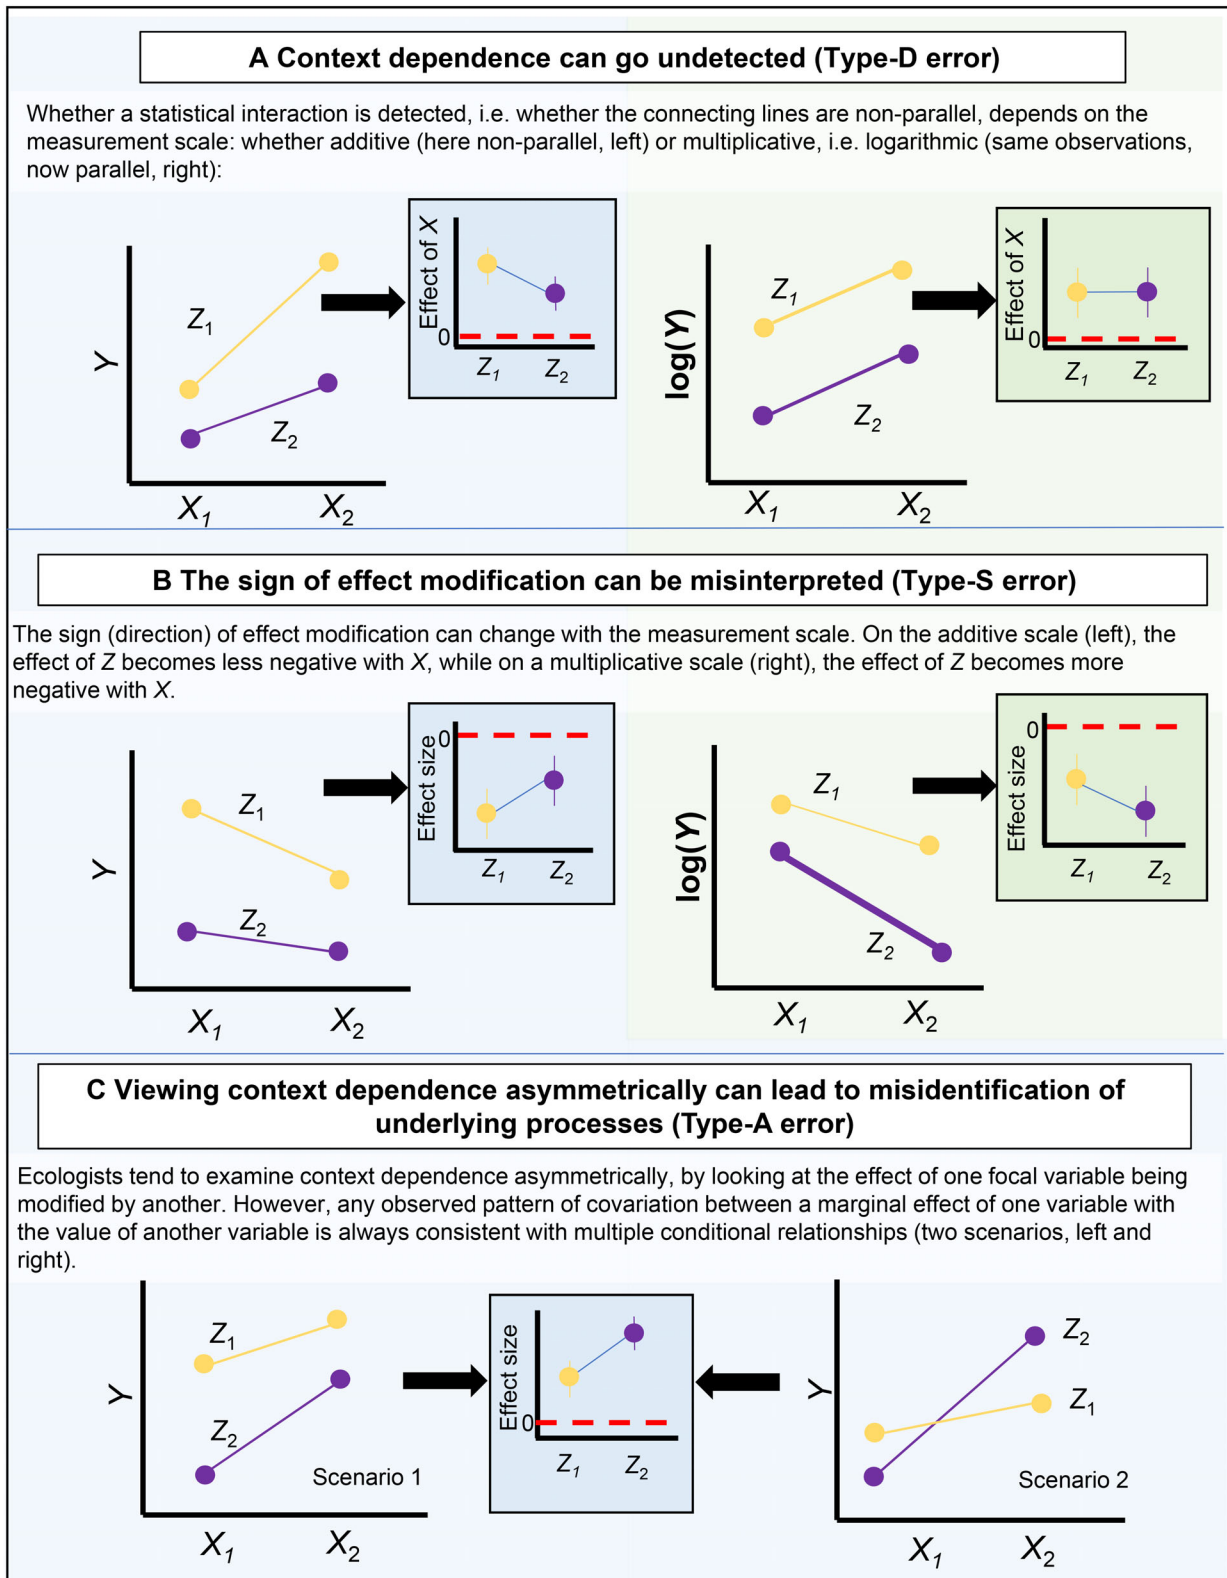 A Context dependence can go undetected (Type-D error)
Whether a statistical interaction is detected, i.e. whether the connecting lines are non-parallel, depends on the
measurement scale: whether additive (here non-parallel, left) or multiplicative, i.e. logarithmic (same observations,
now parallel, right):
Y
Z₁
Z₂
X₁
X₂
Effect of X
0
Z₁
Z₂
log(Y)
Z₁
Z₂
X₁
X₂
Effect of X
0
Z₁
Z₂
B The sign of effect modification can be misinterpreted (Type-S error)
The sign (direction) of effect modification can change with the measurement scale. On the additive scale (left), the
effect of Z becomes less negative with X, while on a multiplicative scale (right), the effect of Z becomes more
negative with X.
Y
Z₁
Z₂
X₁
X₂
Effect size
0
Z₁
Z₂
log(Y)
Z₁
Z₂
X₁
X₂
Effect size
0
Z₁
Z₂
C Viewing context dependence asymmetrically can lead to misidentification of
underlying processes (Type-A error)
Ecologists tend to examine context dependence asymmetrically, by looking at the effect of one focal variable being
modified by another. However, any observed pattern of covariation between a marginal effect of one variable with
the value of another variable is always consistent with multiple conditional relationships (two scenarios, left and
right).
Y
Z₁
Z₂
Scenario 1
X₁
X₂
Effect size
0
Z₁
Z₂
Y
Z₂
Z₁
Scenario 2
X₁
X₂